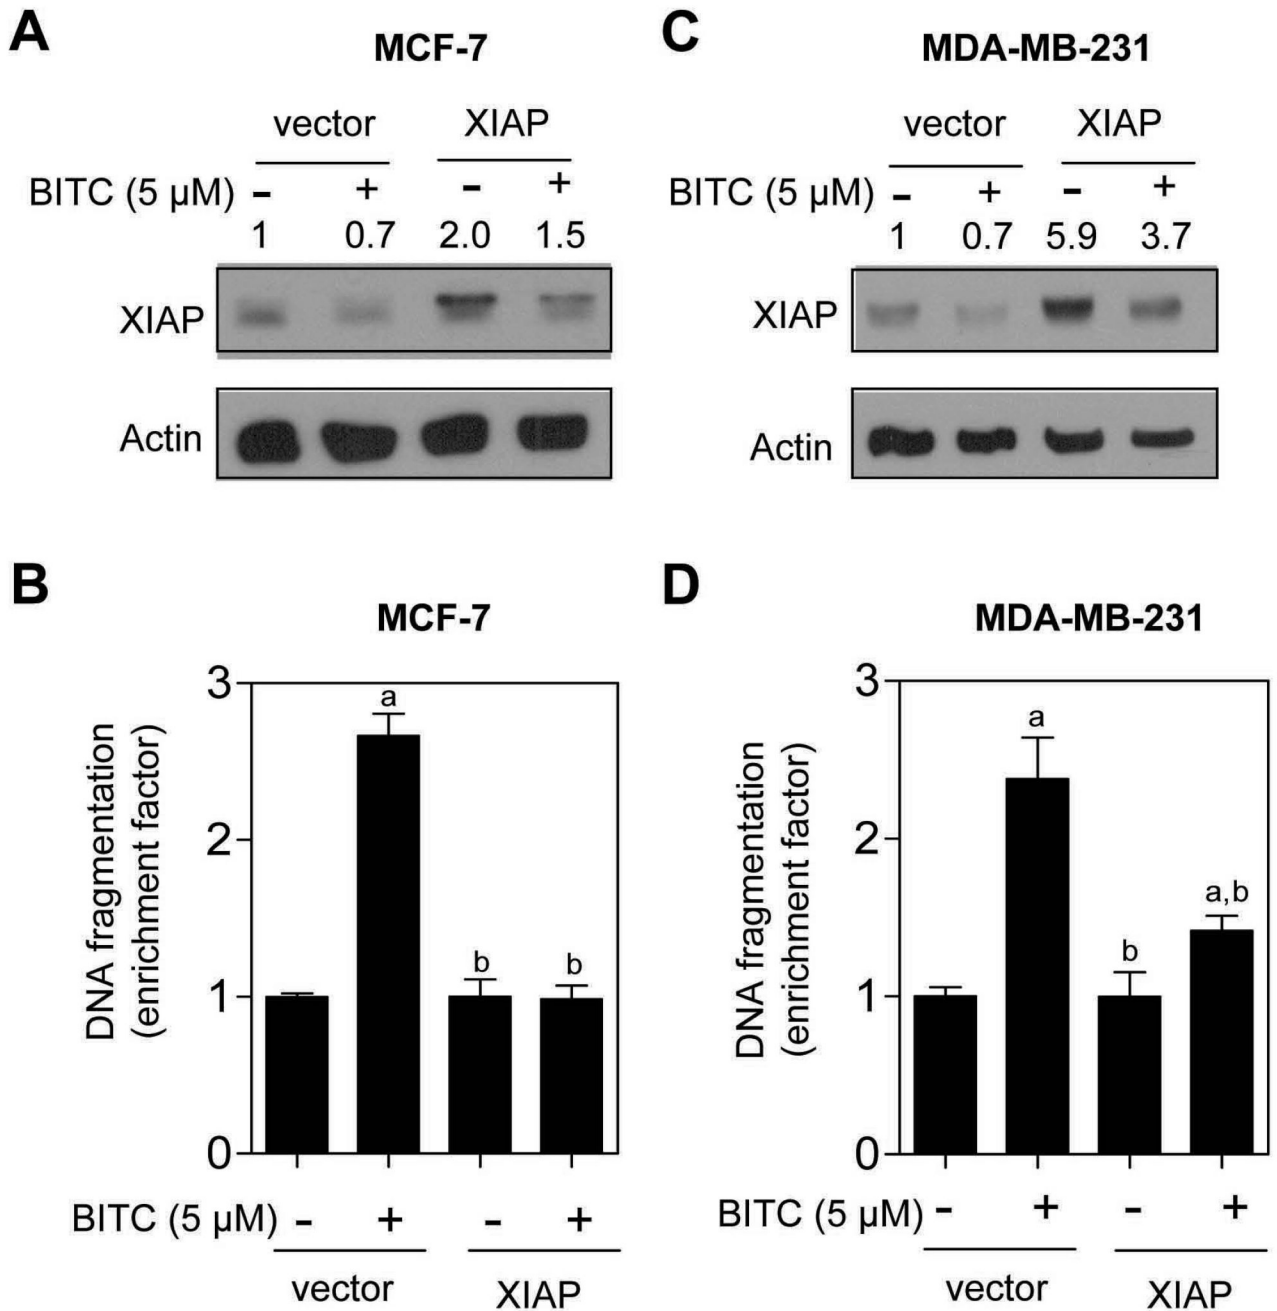 A
MCF-7
vector XIAP
BITC (5 µM) - + - +
1 0.7 2.0 1.5
XIAP
Actin
C
MDA-MB-231
vector XIAP
BITC (5 µM) - + - +
1 0.7 5.9 3.7
XIAP
Actin
B
MCF-7
DNA fragmentation
(enrichment factor)
3
2
1
0
a
b
b
BITC (5 µM) - + - +
vector XIAP
D
MDA-MB-231
DNA fragmentation
(enrichment factor)
3
2
1
0
a
b
a,b
BITC (5 µM) - + - +
vector XIAP